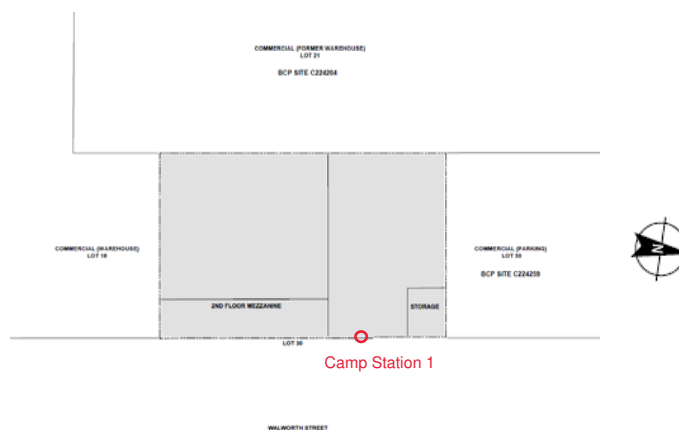 COMMERCIAL (FORMER WAREHOUSE)
LOT 21
BCP SITE C224204
COMMERCIAL (WAREHOUSE)
LOT 18
COMMERCIAL (PARKING)
LOT 39
BCP SITE C224259
N
2ND FLOOR MEZZANINE
STORAGE
LOT 30
Camp Station 1
WALWORTH STREET